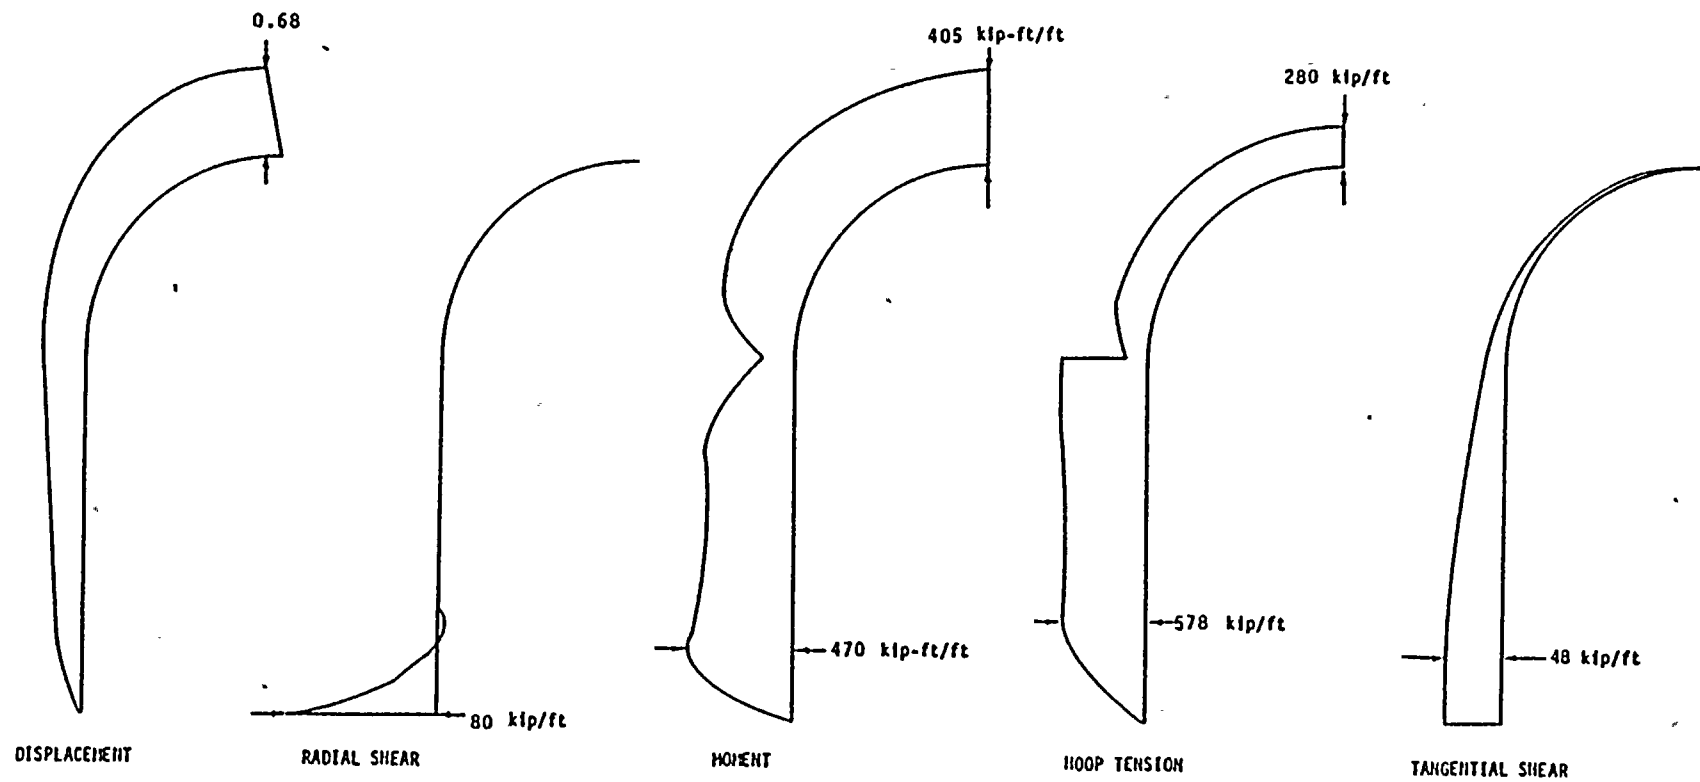 0.68
405 kip-ft/ft
280 kip/ft
578 kip/ft
470 kip-ft/ft
48 kip/ft
80 kip/ft
DISPLACEMENT
RADIAL SHEAR
MOMENT
HOOP TENSION
TANGENTIAL SHEAR